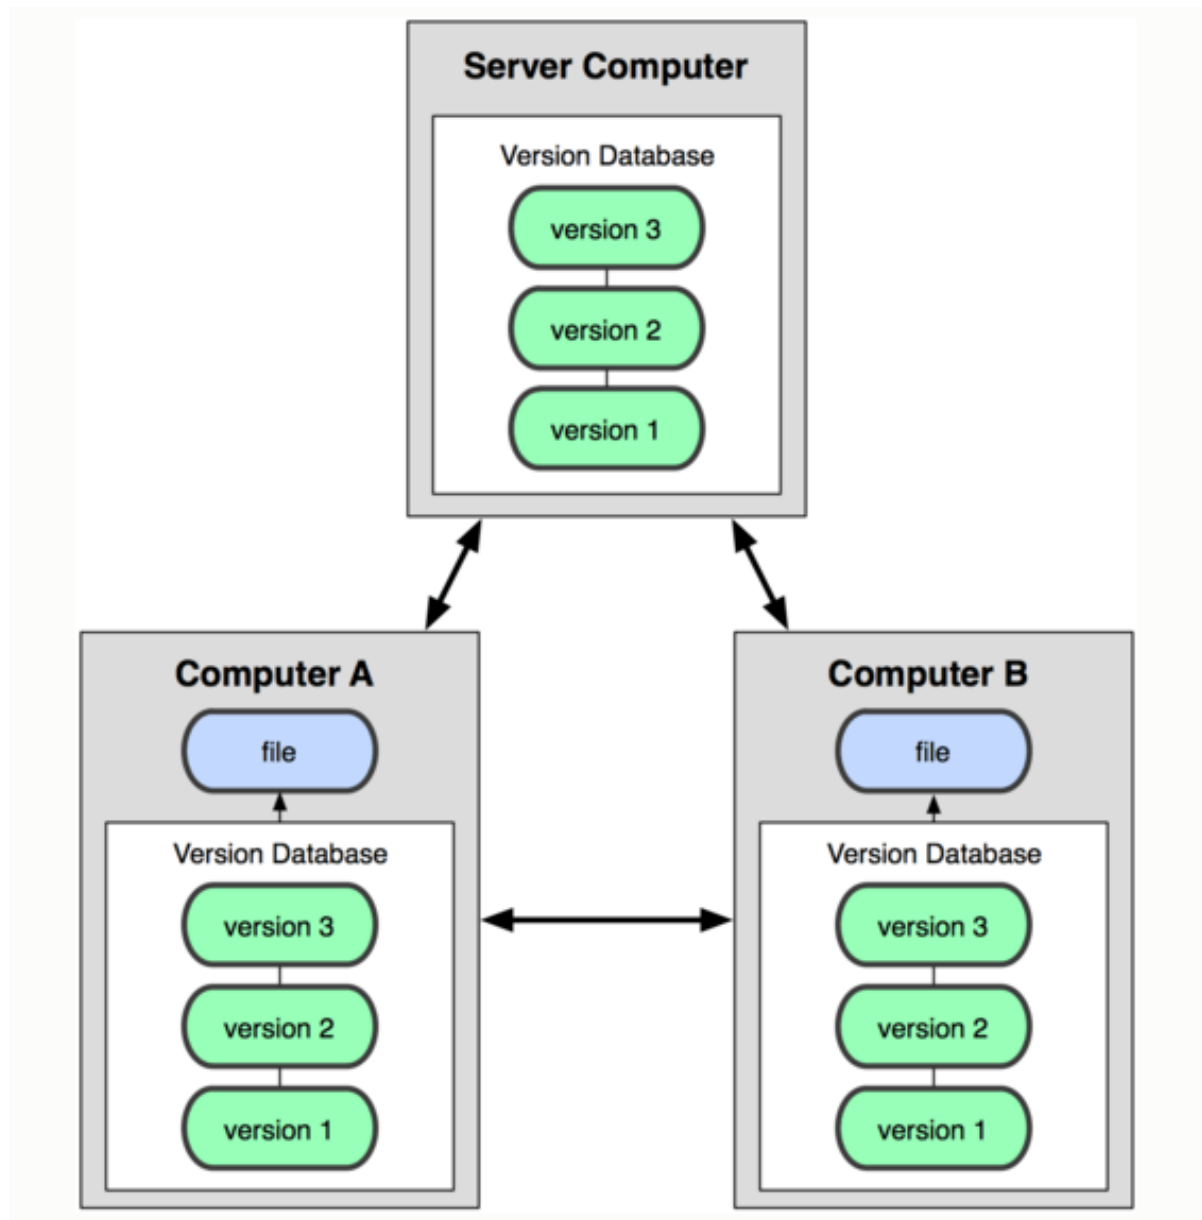 Server Computer
Version Database
version 3
version 2
version 1
Computer A
file
Version Database
version 3
version 2
version 1
Computer B
file
Version Database
version 3
version 2
version 1